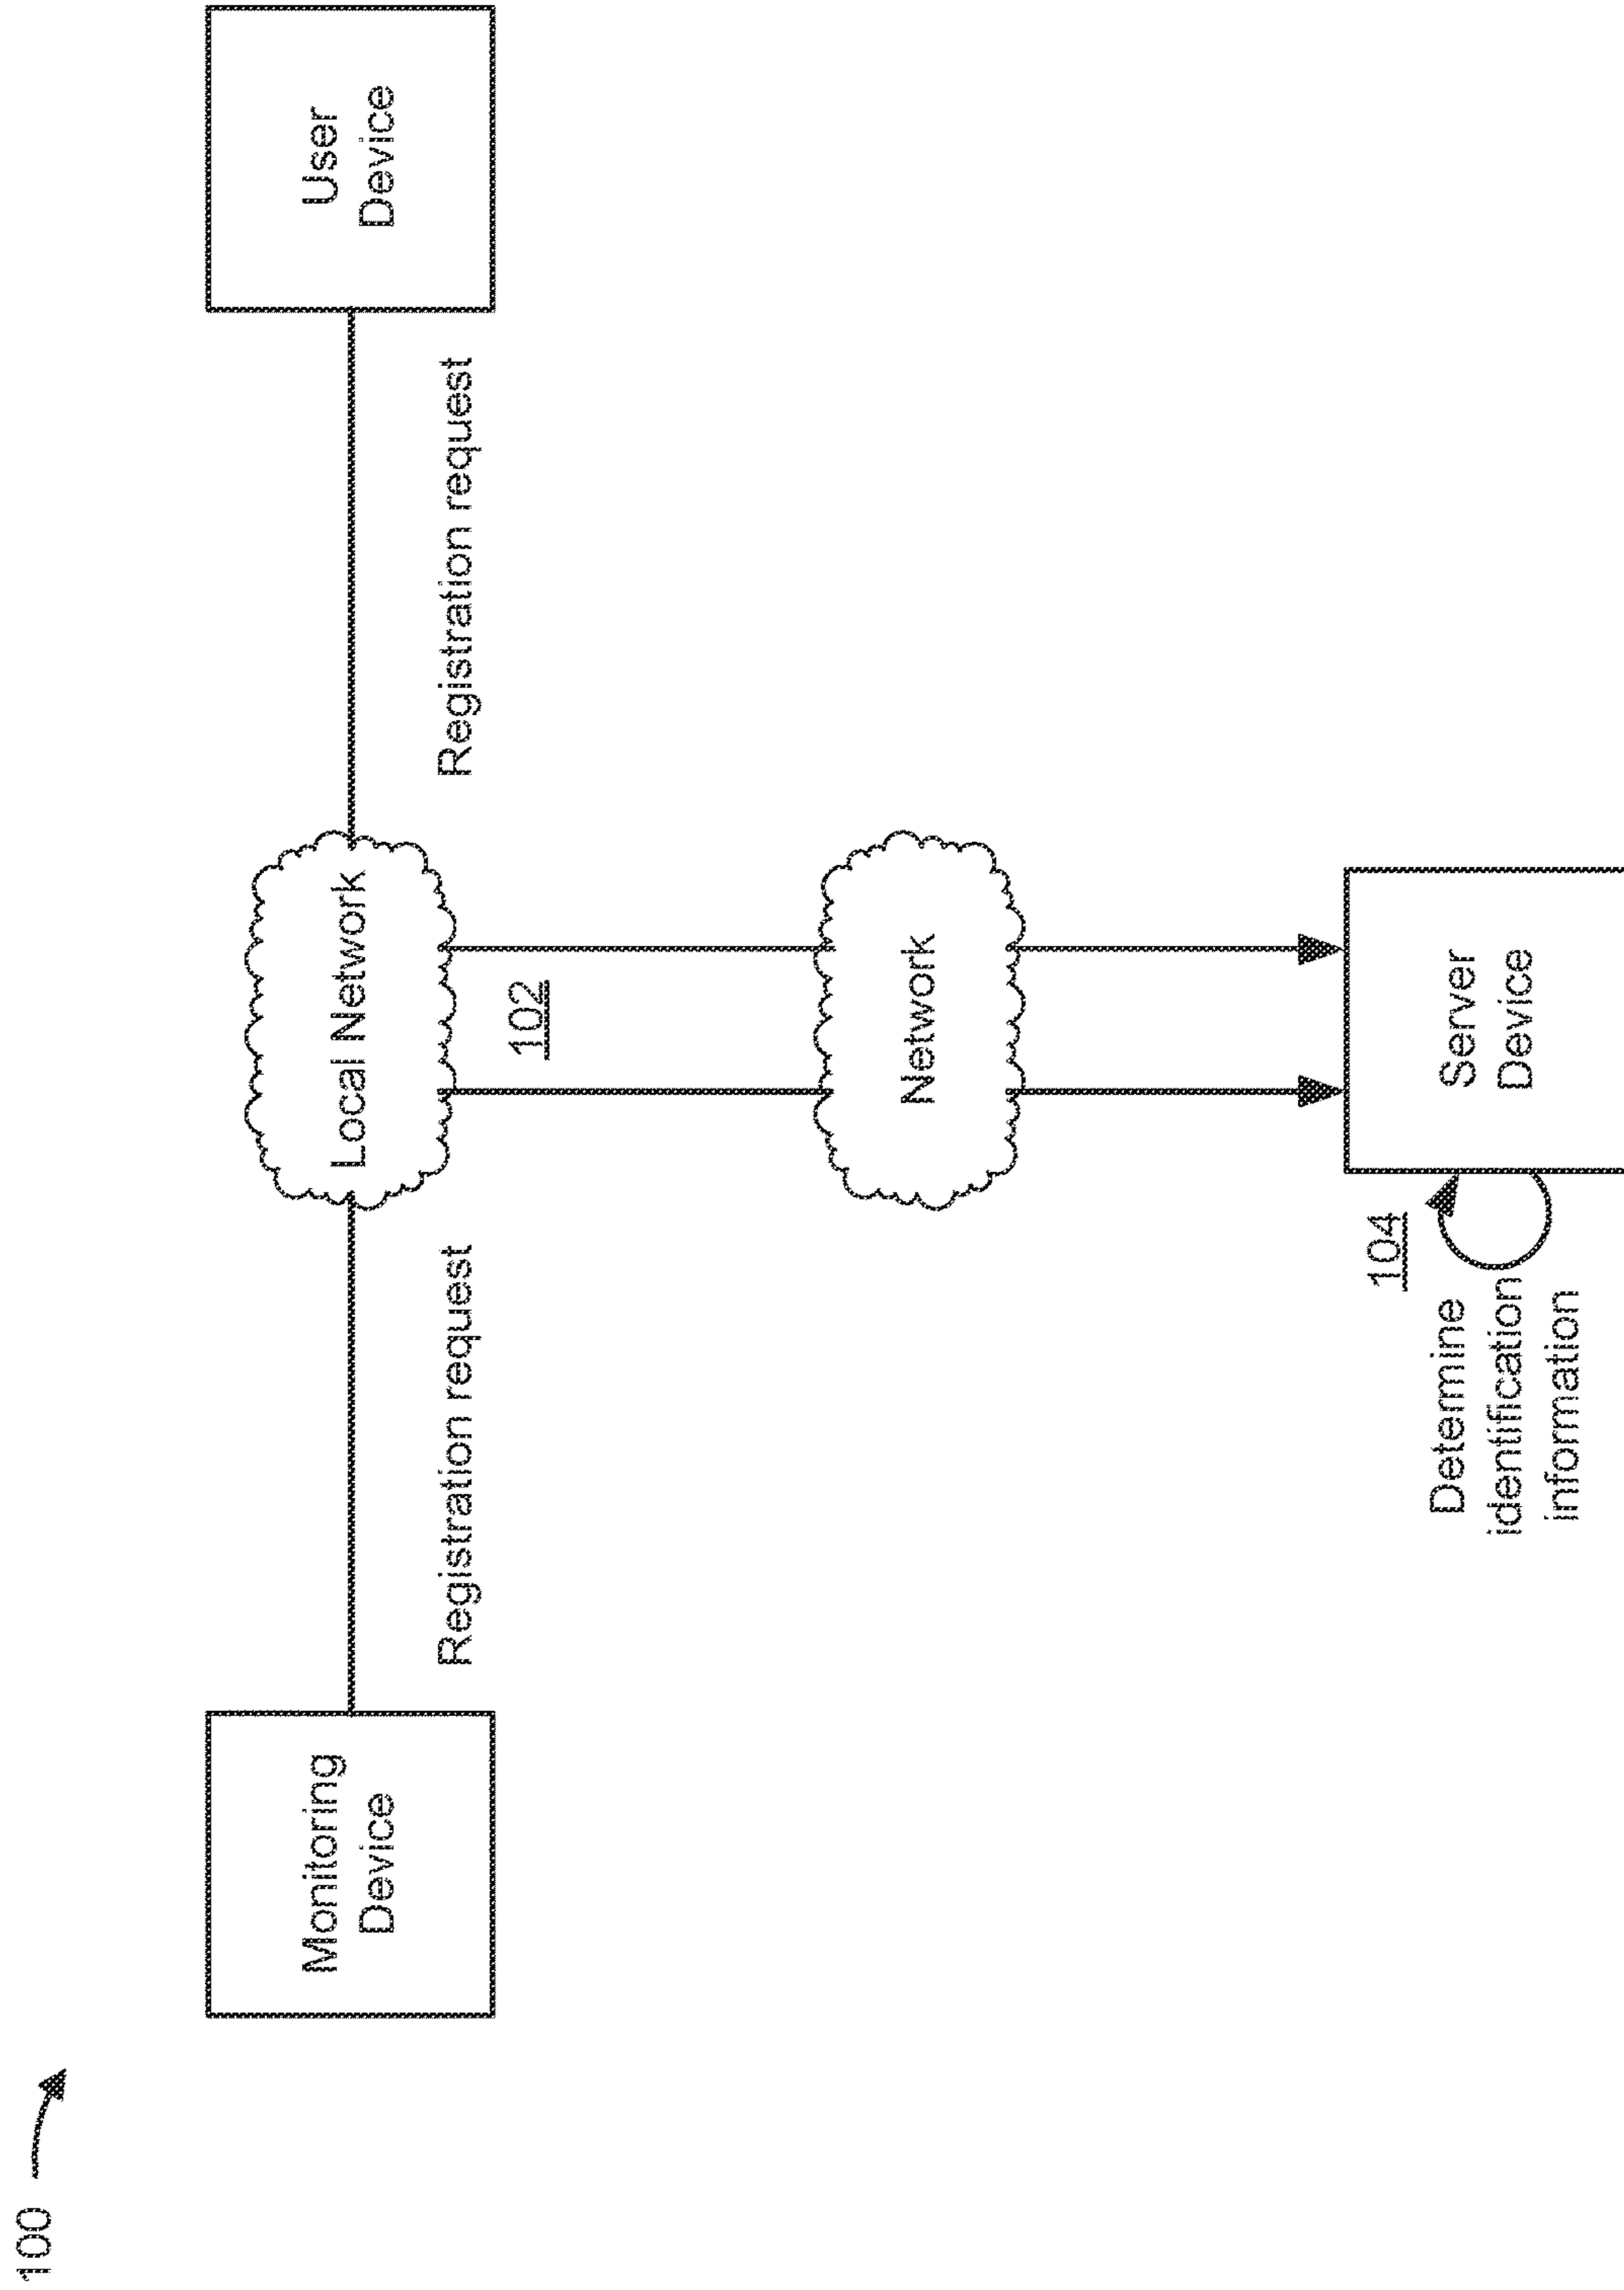 100
Monitoring
Device
Registration request
Local Network
Registration request
User
Device
102
Network
104
Determine
identification
information
Server
Device